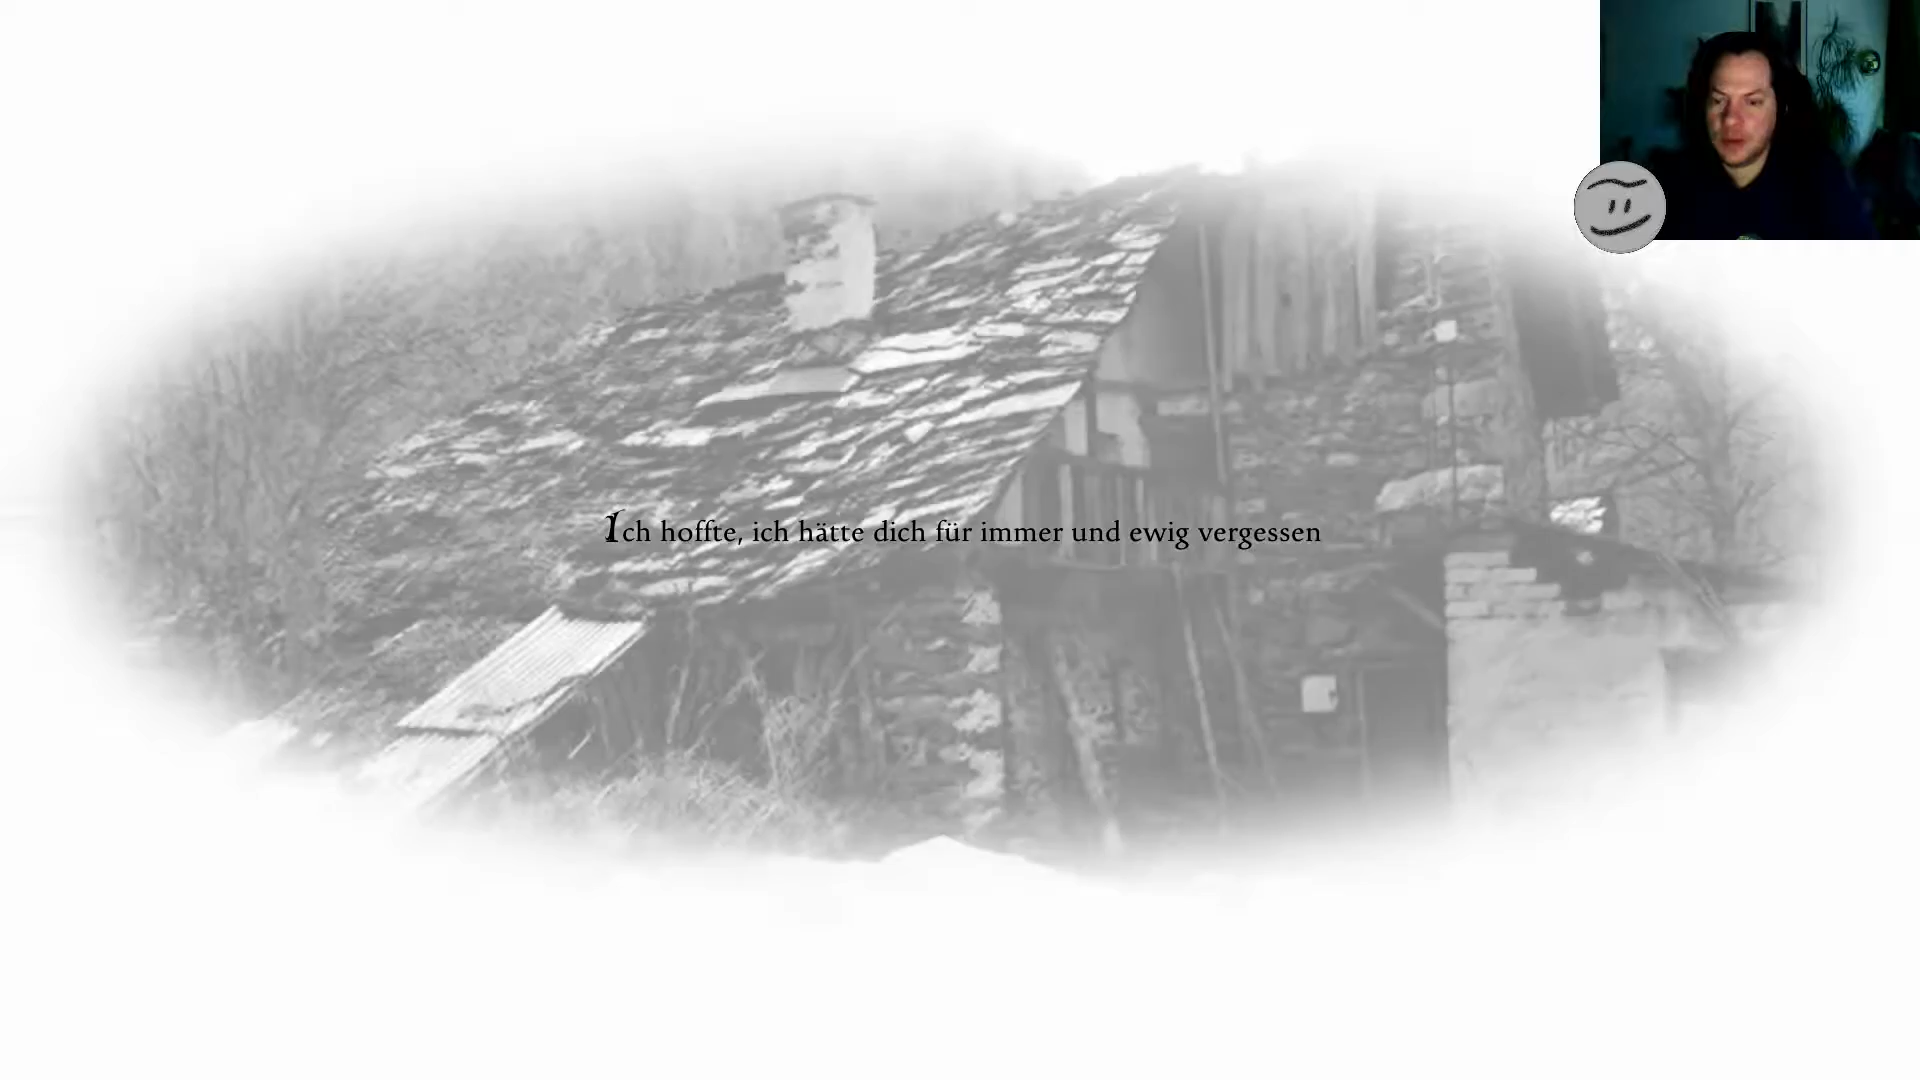 Ich hoffte, ich hätte dich für immer und ewig vergessen